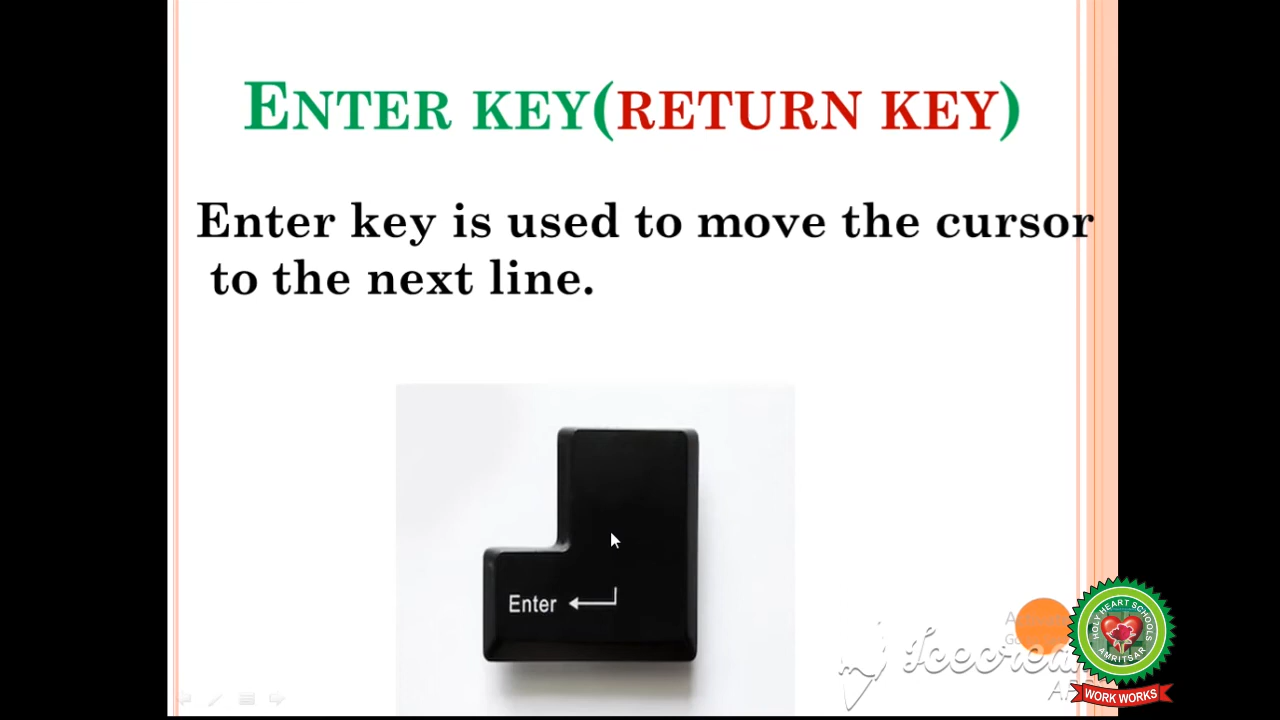 ENTER KEY(RETURN KEY)
Enter key is used to move the cursor
to the next line.
Enter
HOLY HEART SCHOOLS
AMRITSAR
WORK WORKS